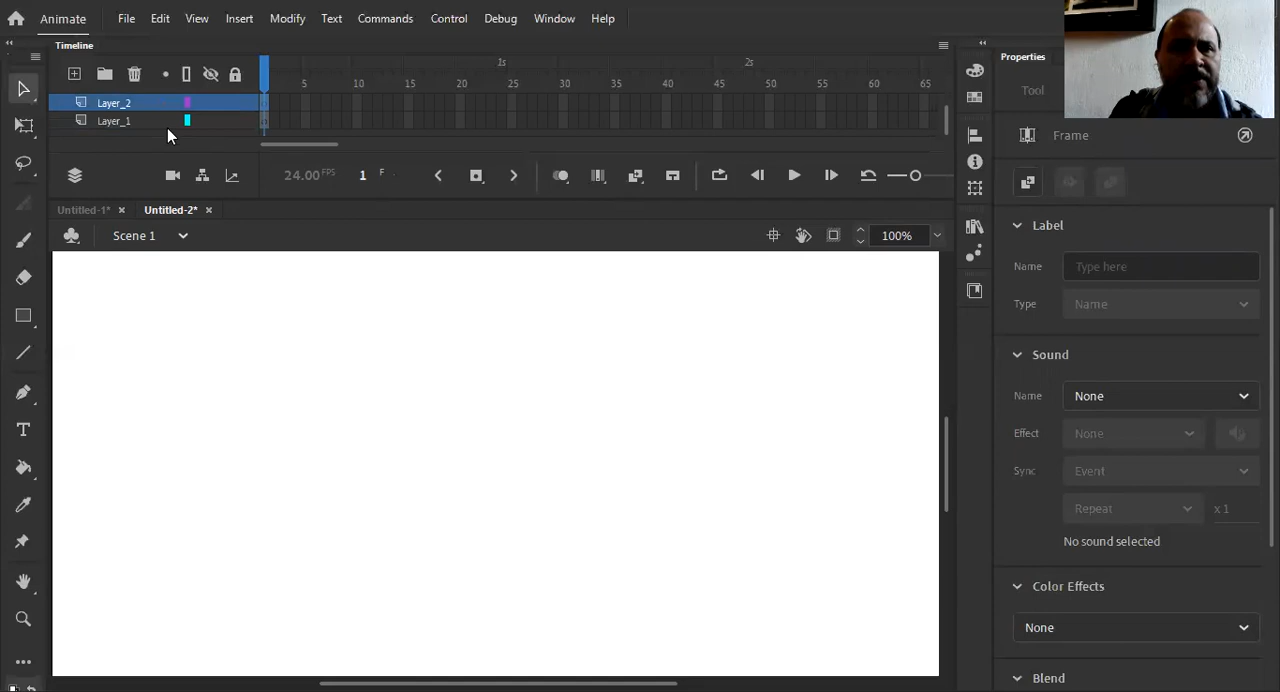 Animate File Edit View Insert Modify Text Commands Control Debug Window Help
Timeline
1s 2s
5 10 15 20 25 30 35 40 45 50 55 60 65
Layer_2
Layer_1
24.00 FPS 1 F
Untitled-1* × Untitled-2* ×
Scene 1 100%
Properties
Tool
Frame
Label
Name Type here
Type Name
Sound
Name None
Effect None
Sync Event
Repeat x 1
No sound selected
Color Effects
None
Blend